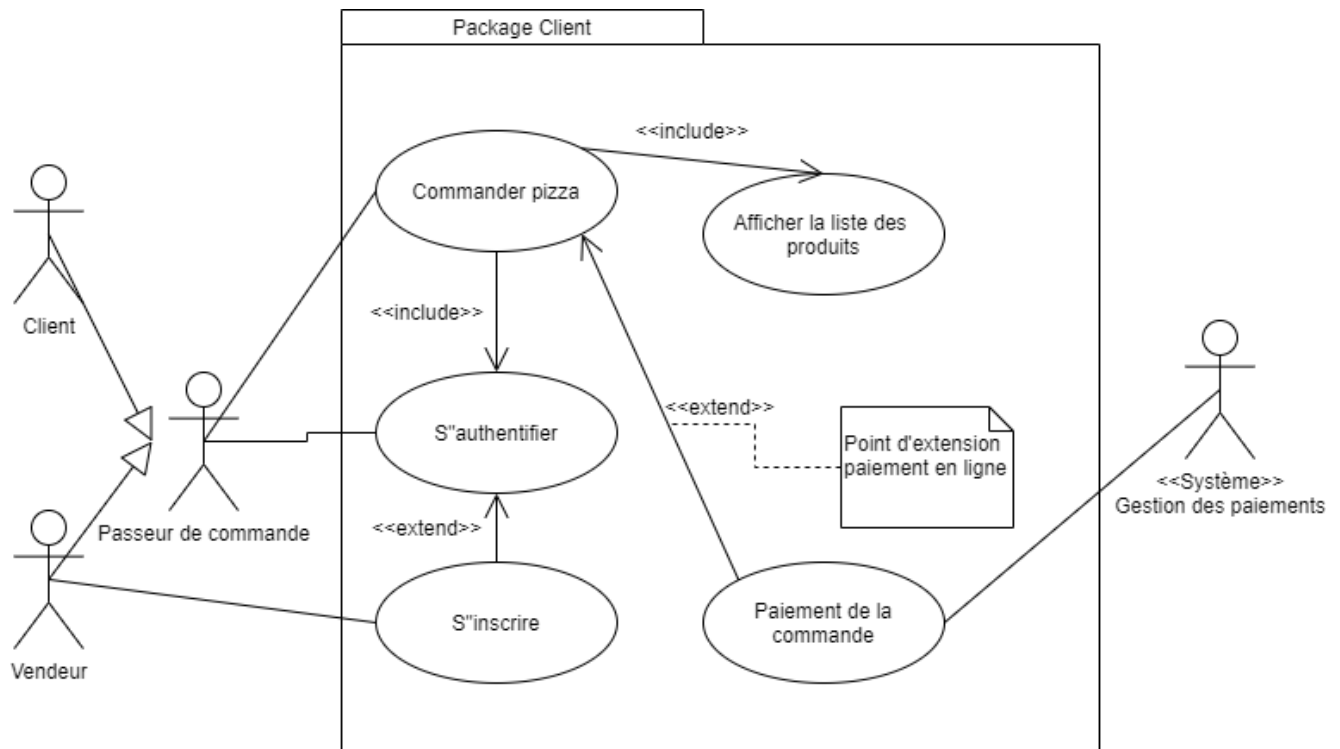 Package Client
<<include>>
Commander pizza
Afficher la liste des
produits
Client
<<include>>
<<extend>>
S"authentifier
Point d'extension
paiement en ligne
<<Système>>
Gestion des paiements
Passeur de commande
<<extend>>
S"inscrire
Paiement de la
commande
Vendeur